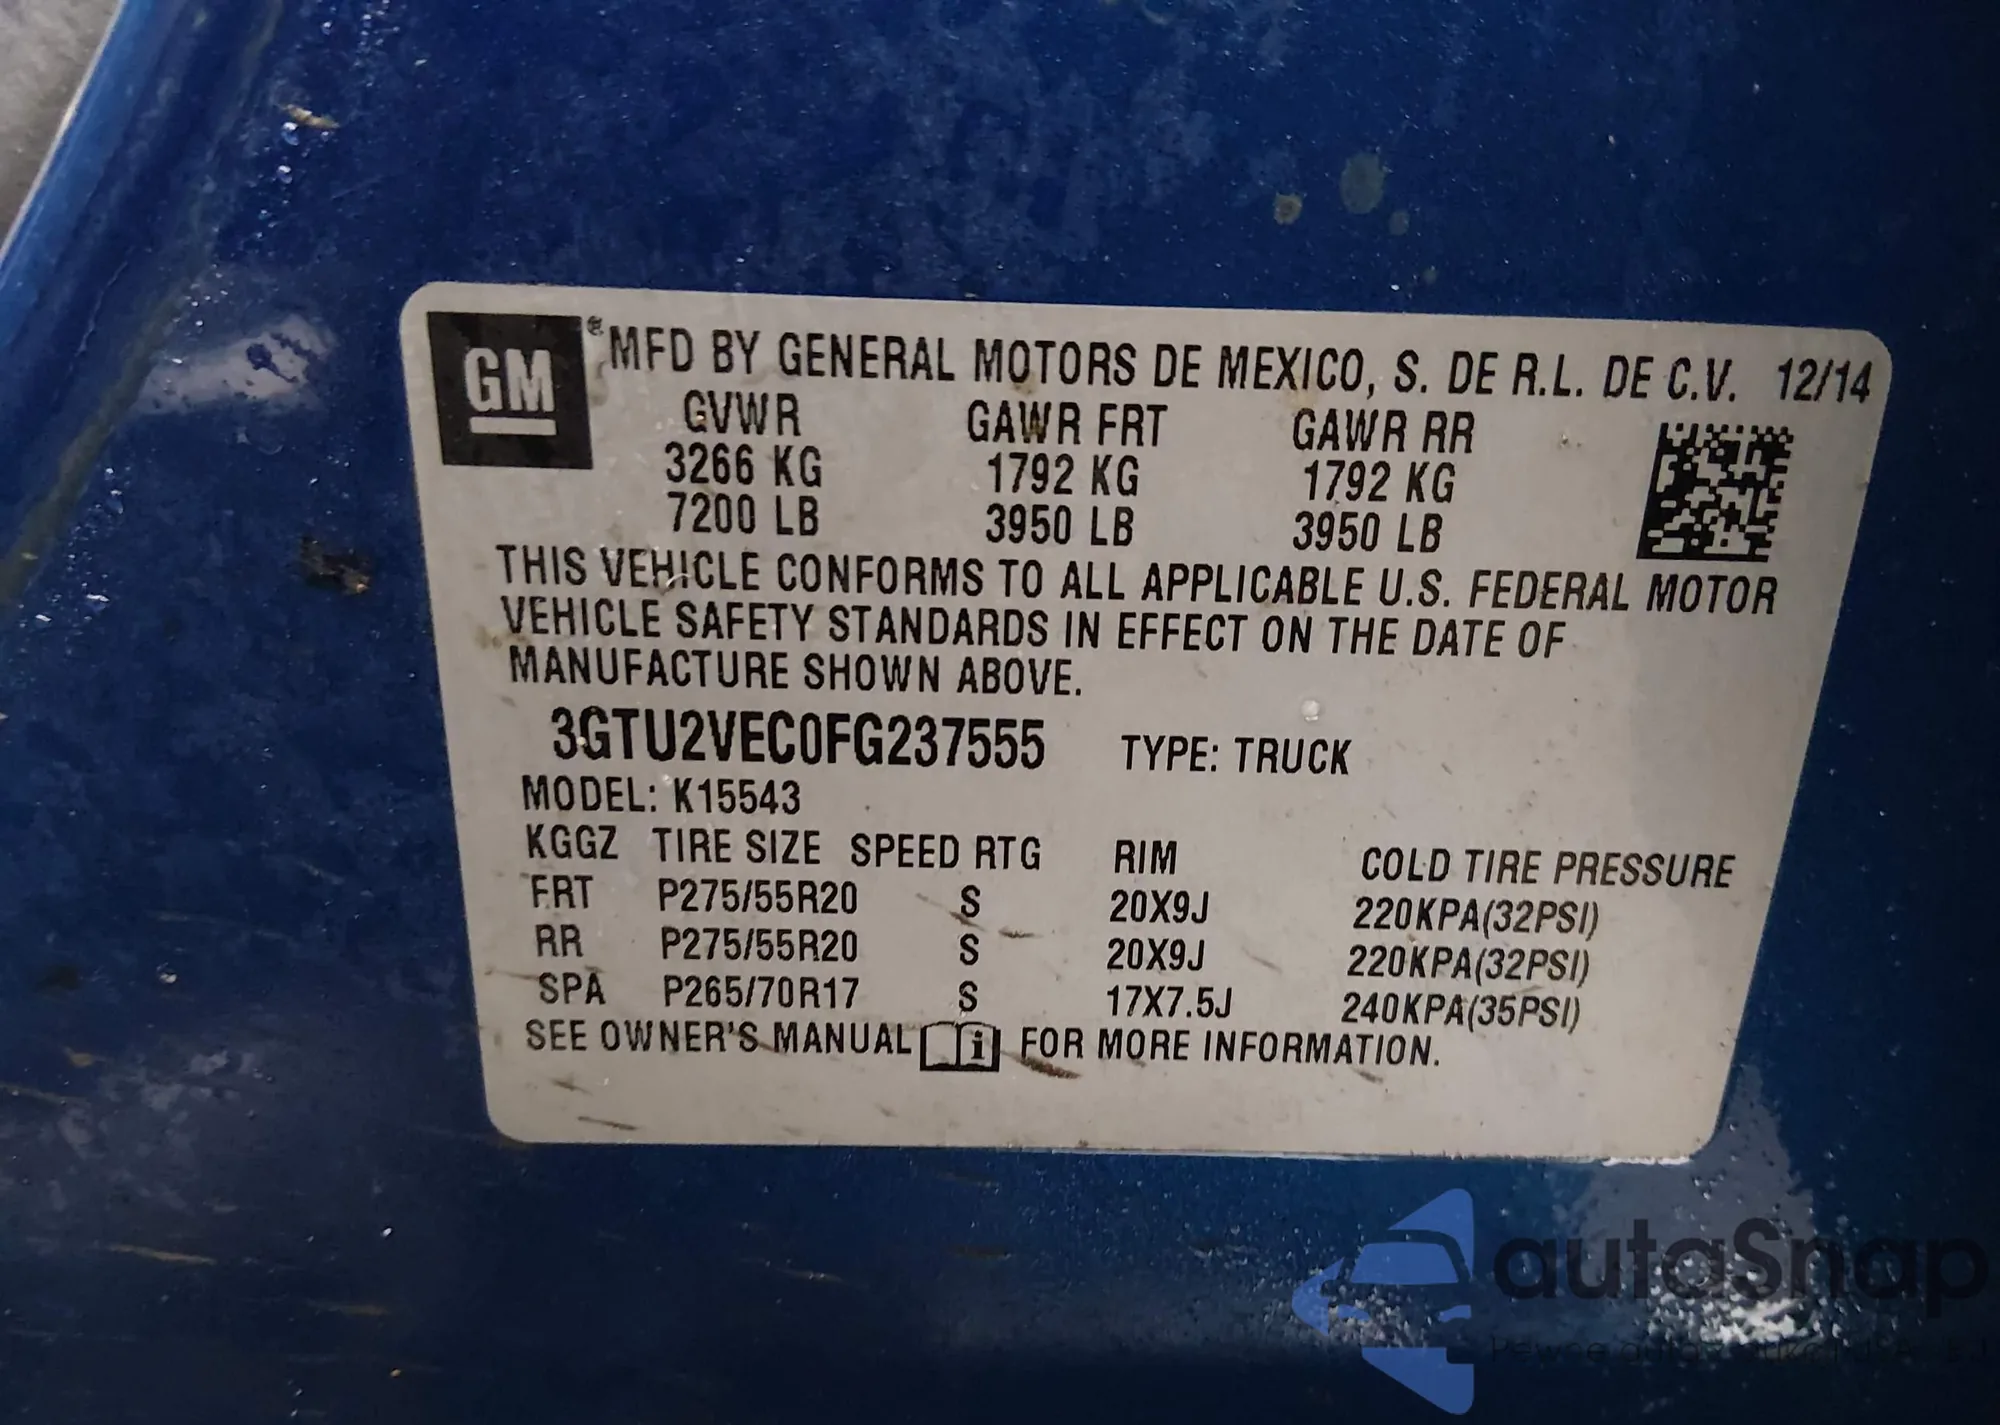 GM ® MFD BY GENERAL MOTORS DE MEXICO, S. DE R.L. DE C.V. 12/14
GVWR GAWR FRT GAWR RR
3266 KG 1792 KG 1792 KG
7200 LB 3950 LB 3950 LB
THIS VEHICLE CONFORMS TO ALL APPLICABLE U.S. FEDERAL MOTOR
VEHICLE SAFETY STANDARDS IN EFFECT ON THE DATE OF
MANUFACTURE SHOWN ABOVE.
3GTU2VEC0FG237555 TYPE: TRUCK
MODEL: K15543
KGGZ TIRE SIZE SPEED RTG RIM COLD TIRE PRESSURE
FRT P275/55R20 S 20X9J 220KPA(32PSI)
RR P275/55R20 S 20X9J 220KPA(32PSI)
SPA P265/70R17 S 17X7.5J 240KPA(35PSI)
SEE OWNER'S MANUAL i FOR MORE INFORMATION.
autaSnap